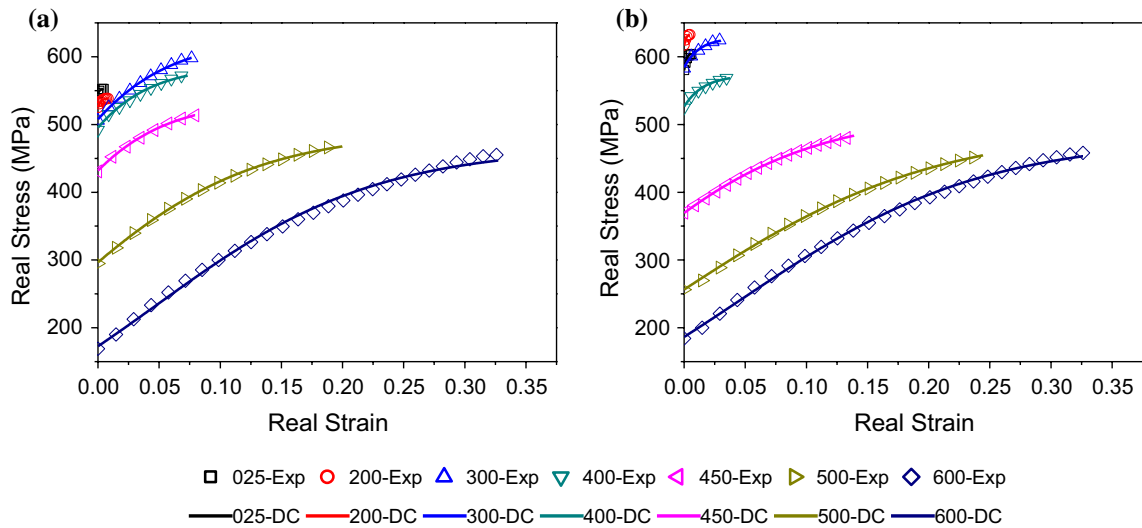 (a)
600
500
400
300
200
Real Stress (MPa)
0.00 0.05 0.10 0.15 0.20 0.25 0.30 0.35
Real Strain
(b)
600
500
400
300
200
Real Stress (MPa)
0.00 0.05 0.10 0.15 0.20 0.25 0.30 0.35
Real Strain
025-Exp 200-Exp 300-Exp 400-Exp 450-Exp 500-Exp 600-Exp
025-DC 200-DC 300-DC 400-DC 450-DC 500-DC 600-DC